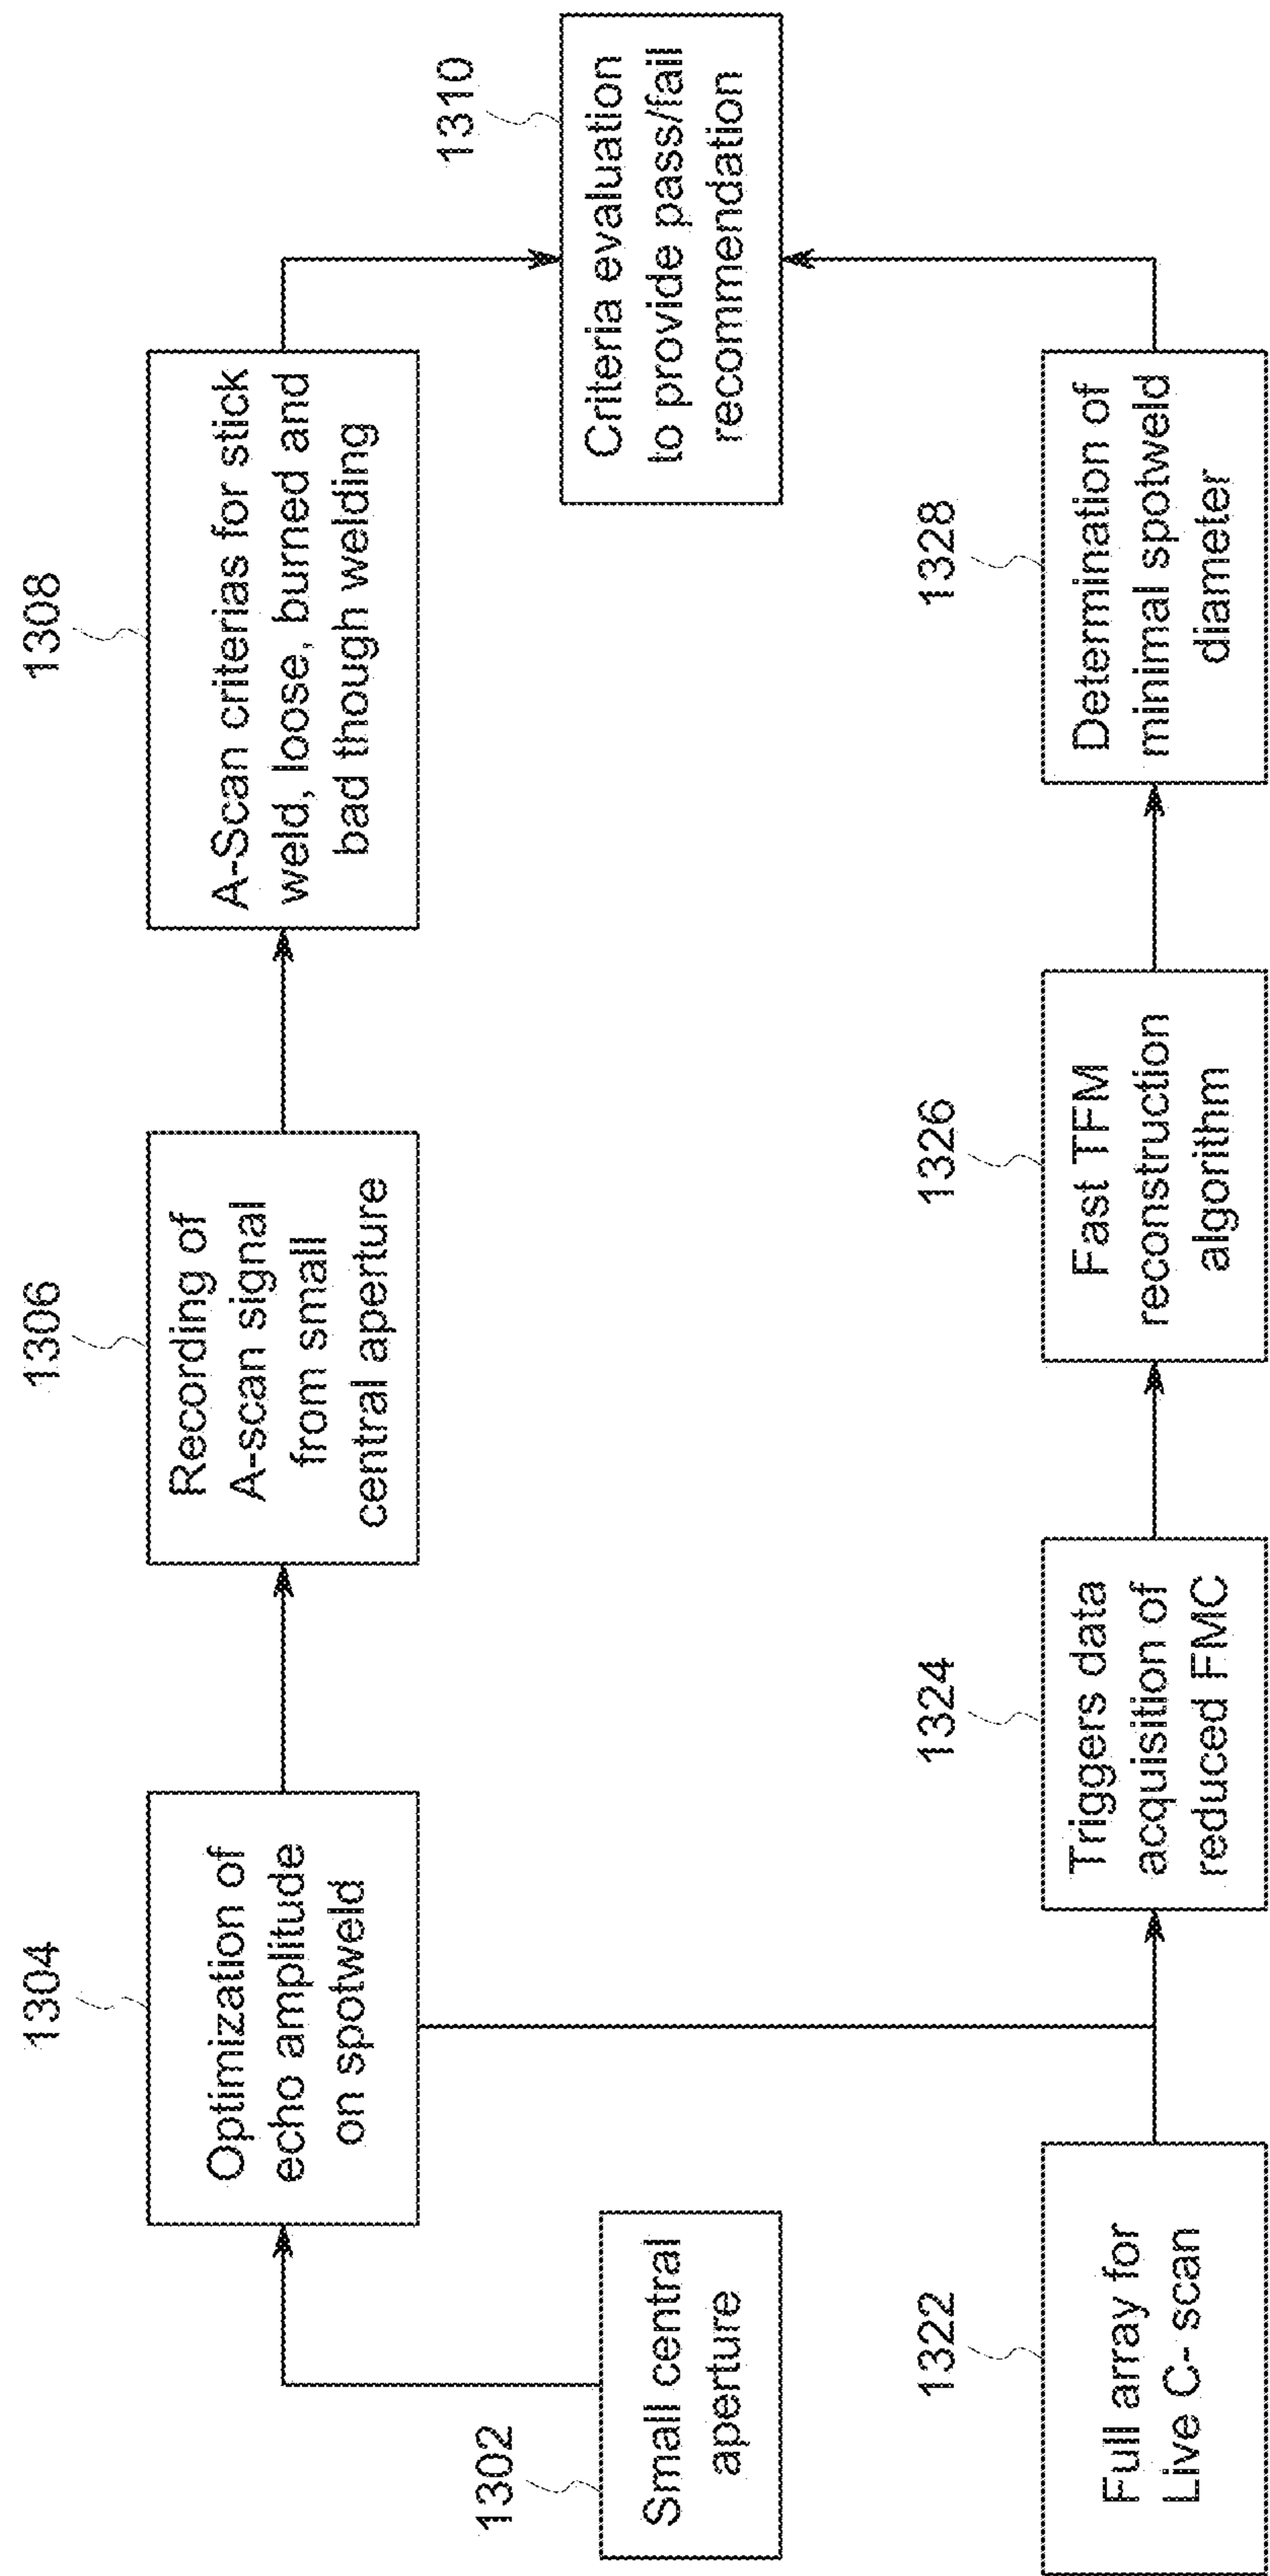 1302
Small central
aperture
1304
Optimization of
echo amplitude
on spotweld
1306
Recording of
A-scan signal
from small
central aperture
1308
A-Scan criterias for stick
weld, loose, burned and
bad though welding
1310
Criteria evaluation
to provide pass/fail
recommendation
1322
Full array for
Live C- scan
1324
Triggers data
acquisition of
reduced FMC
1326
Fast TFM
reconstruction
algorithm
1328
Determination of
minimal spotweld
diameter